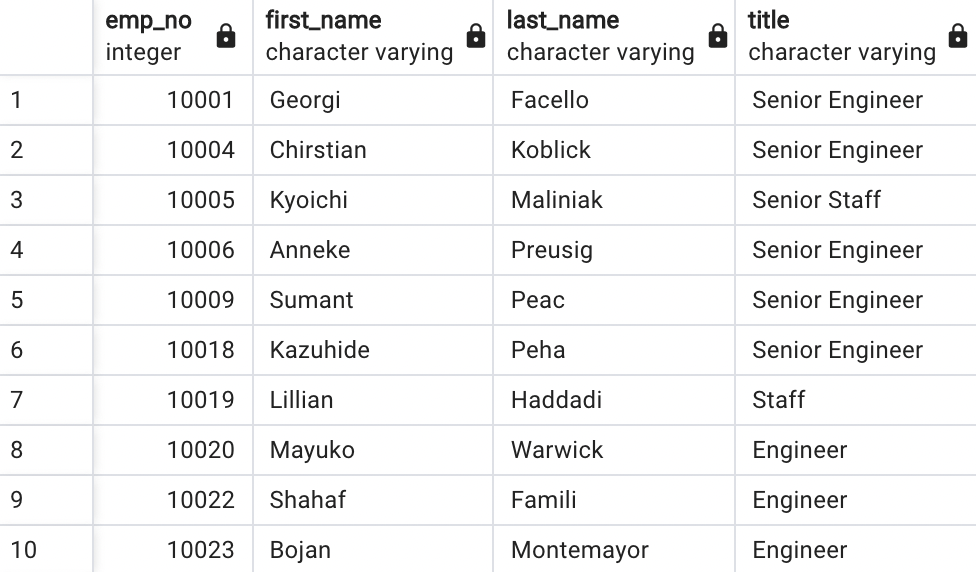 emp_no first_name last_name title
integer character varying character varying character varying
1 10001 Georgi Facello Senior Engineer
2 10004 Chirstian Koblick Senior Engineer
3 10005 Kyoichi Maliniak Senior Staff
4 10006 Anneke Preusig Senior Engineer
5 10009 Sumant Peac Senior Engineer
6 10018 Kazuhide Peha Senior Engineer
7 10019 Lillian Haddadi Staff
8 10020 Mayuko Warwick Engineer
9 10022 Shahaf Famili Engineer
10 10023 Bojan Montemayor Engineer